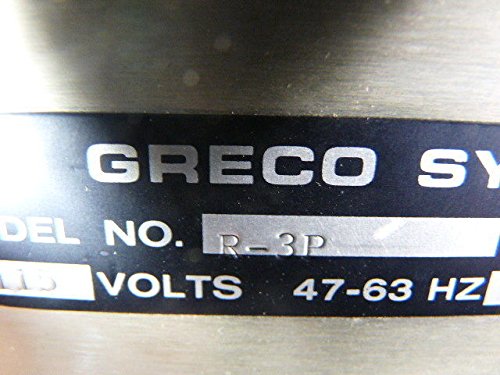 GRECO SY
DEL NO. R-3P
VOLTS 47-63 HZ